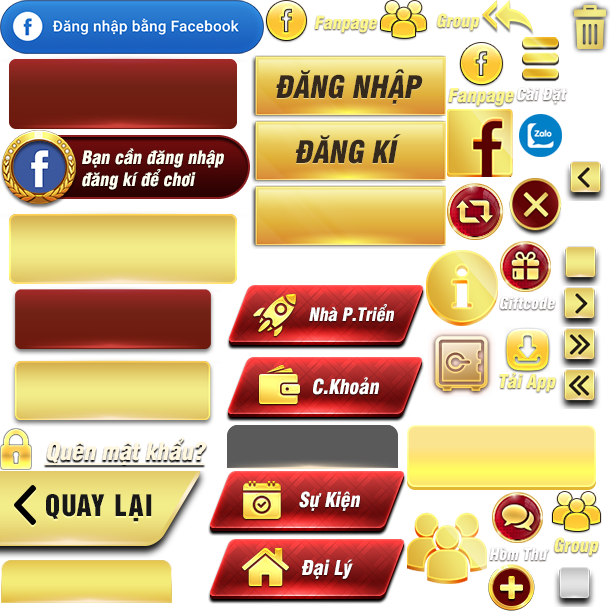 Đăng nhập bằng Facebook
Fanpage
Group
ĐĂNG NHẬP
Fanpage
Cài Đặt
ĐĂNG KÍ
Zalo
Bạn cần đăng nhập
đăng kí để chơi
Giftcode
Nhà P.Triển
C.Khoản
Tải App
Quên mật khẩu?
QUAY LẠI
Sự Kiện
Hòm Thư
Group
Đại Lý